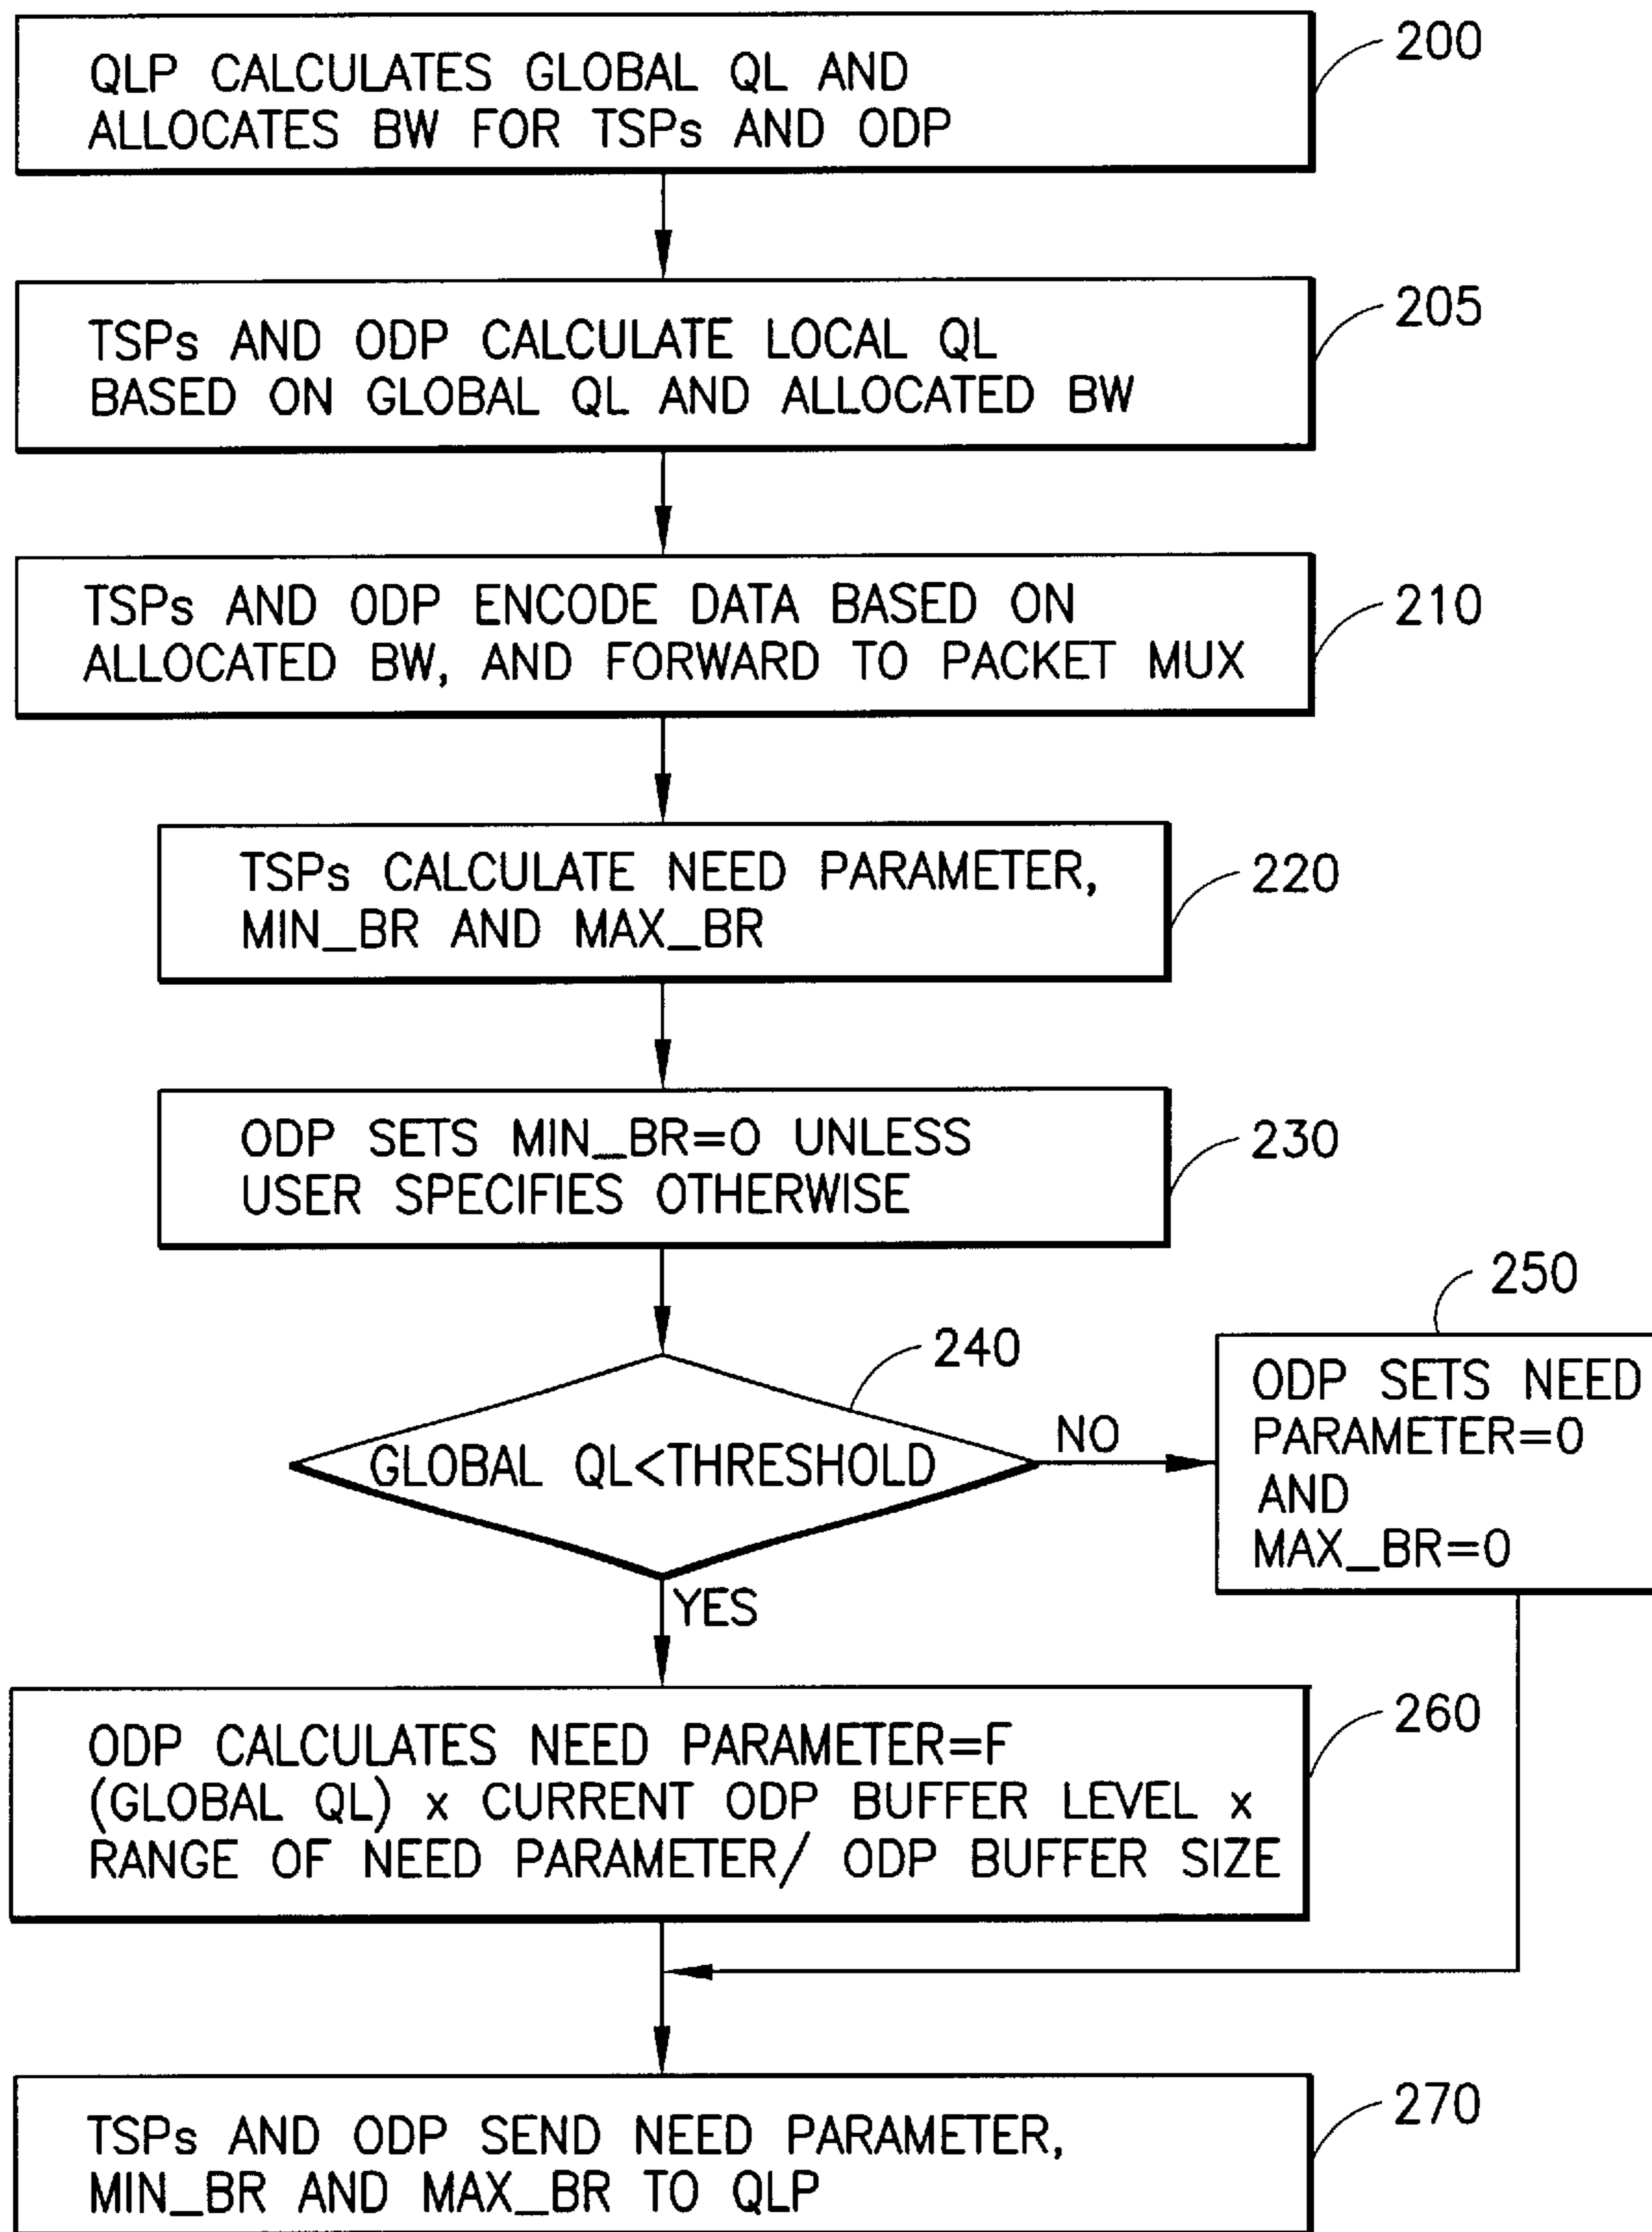 QLP CALCULATES GLOBAL QL AND
ALLOCATES BW FOR TSPs AND ODP
200
TSPs AND ODP CALCULATE LOCAL QL
BASED ON GLOBAL QL AND ALLOCATED BW
205
TSPs AND ODP ENCODE DATA BASED ON
ALLOCATED BW, AND FORWARD TO PACKET MUX
210
TSPs CALCULATE NEED PARAMETER,
MIN_BR AND MAX_BR
220
ODP SETS MIN_BR=0 UNLESS
USER SPECIFIES OTHERWISE
230
GLOBAL QL<THRESHOLD
240
NO
250
ODP SETS NEED
PARAMETER=0
AND
MAX_BR=0
YES
ODP CALCULATES NEED PARAMETER=F
(GLOBAL QL) x CURRENT ODP BUFFER LEVEL x
RANGE OF NEED PARAMETER/ ODP BUFFER SIZE
260
TSPs AND ODP SEND NEED PARAMETER,
MIN_BR AND MAX_BR TO QLP
270